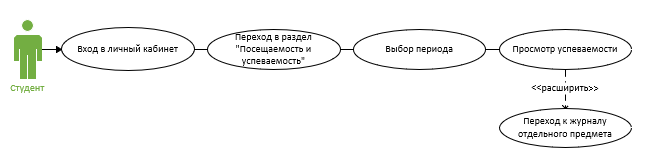 Вход в личный кабинет
Переход в раздел
"Посещаемость и
успеваемость"
Выбор периода
Просмотр успеваемости
Студент
<<расширить>>
Переход к журналу
отдельного предмета